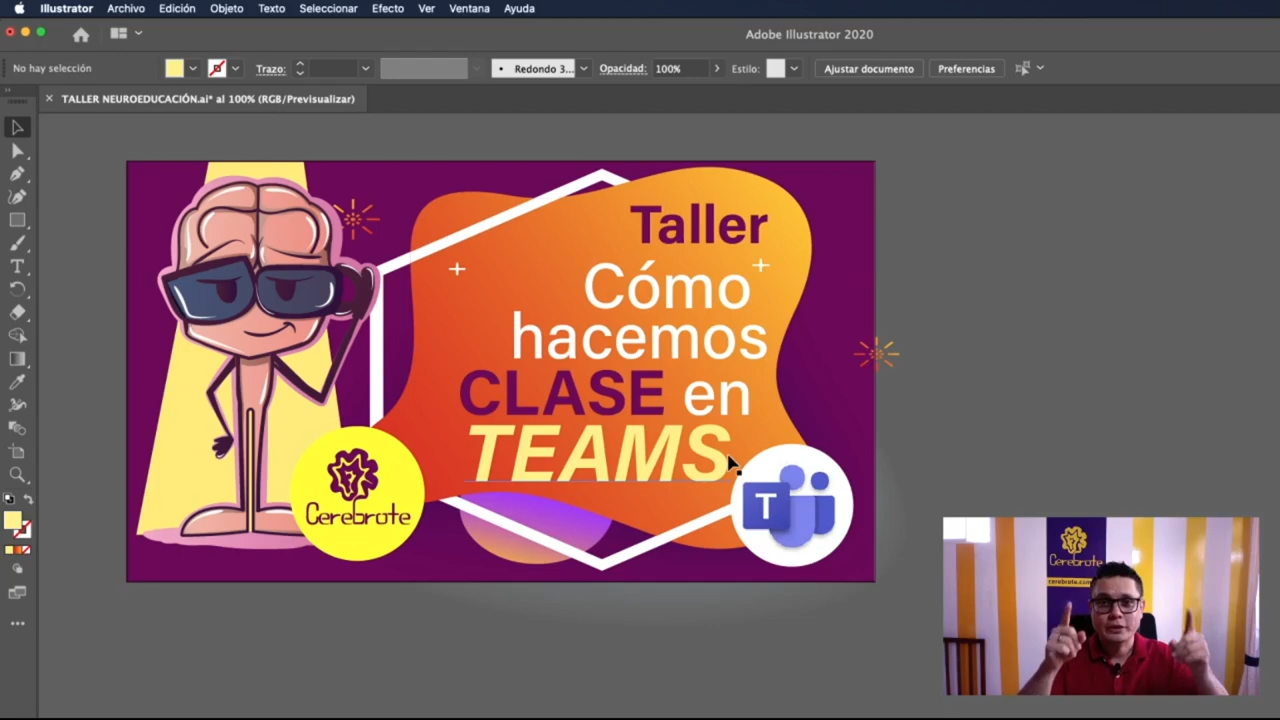 Illustrator Archivo Edición Objeto Texto Seleccionar Efecto Ver Ventana Ayuda
Adobe Illustrator 2020
No hay selección Trazo: Redondo 3... Opacidad: 100% Estilo: Ajustar documento Preferencias
TALLER NEUROEDUCACIÓN.ai* al 100% (RGB/Previsualizar)
Taller
Cómo
hacemos
CLASE en
TEAMS
Cerebrote
T
Cerebrote
cerebrote.com